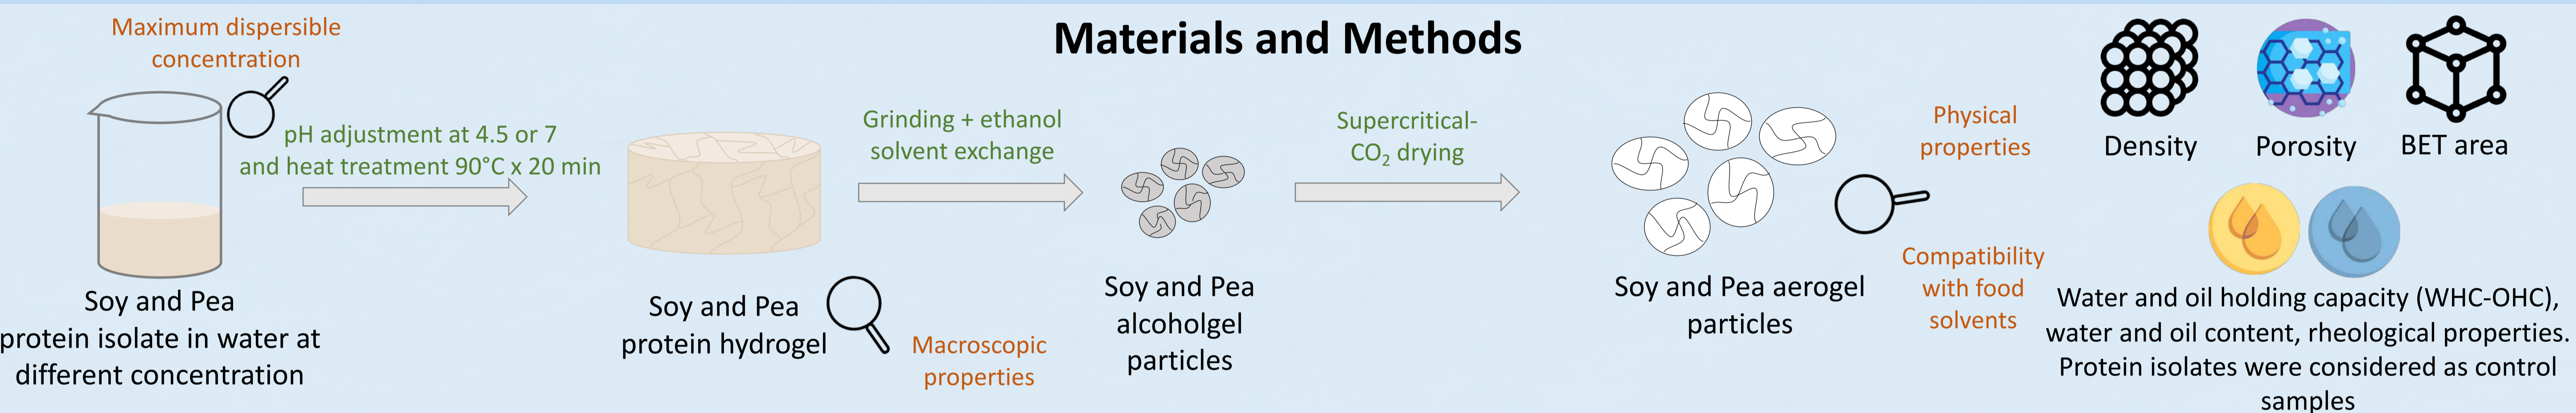 Materials and Methods
Maximum dispersible
concentration
pH adjustment at 4.5 or 7
and heat treatment 90°C x 20 min
Soy and Pea
protein isolate in water at
different concentration
Soy and Pea
protein hydrogel
Macroscopic
properties
Grinding + ethanol
solvent exchange
Soy and Pea
alcoholgel
particles
Supercritical-
CO₂ drying
Soy and Pea aerogel
particles
Physical
properties
Density
Porosity
BET area
Compatibility
with food
solvents
Water and oil holding capacity (WHC-OHC),
water and oil content, rheological properties.
Protein isolates were considered as control
samples